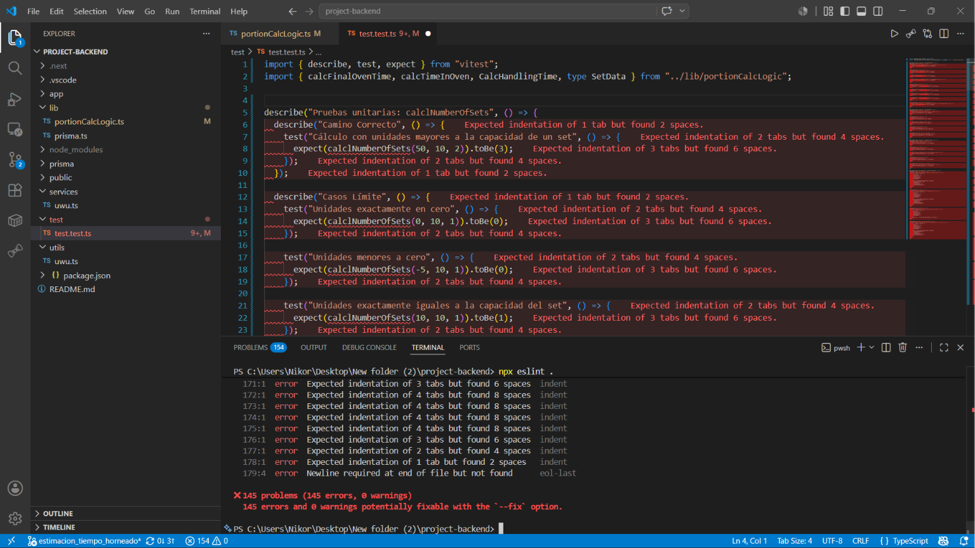 File Edit Selection View Go Run Terminal Help
project-backend
EXPLORER
PROJECT-BACKEND
.next
.vscode
app
lib
portionCalcLogic.ts M
prisma.ts
node_modules
prisma
public
services
uwu.ts
test
test.test.ts 9+, M
utils
uwu.ts
package.json
README.md
OUTLINE
TIMELINE
portionCalcLogic.ts M
test.test.ts 9+, M
test > test.test.ts > ...
1 import { describe, test, expect } from "vitest";
2 import { calcFinalOvenTime, calcTimeInOven, CalcHandlingTime, type SetData } from "../lib/portionCalcLogic";
3
4
5 describe("Pruebas unitarias: calclNumberOfSets", () => {
6 describe("Camino Correcto", () => { Expected indentation of 1 tab but found 2 spaces.
7 test("Cálculo con unidades mayores a la capacidad de un set", () => { Expected indentation of 2 tabs but found 4 spaces.
8 expect(calclNumberOfSets(50, 10, 2)).toBe(3); Expected indentation of 3 tabs but found 6 spaces.
9 }); Expected indentation of 2 tabs but found 4 spaces.
10 }); Expected indentation of 1 tab but found 2 spaces.
11
12 describe("Casos Límite", () => { Expected indentation of 1 tab but found 2 spaces.
13 test("Unidades exactamente en cero", () => { Expected indentation of 2 tabs but found 4 spaces.
14 expect(calclNumberOfSets(0, 10, 1)).toBe(0); Expected indentation of 3 tabs but found 6 spaces.
15 }); Expected indentation of 2 tabs but found 4 spaces.
16
17 test("Unidades menores a cero", () => { Expected indentation of 2 tabs but found 4 spaces.
18 expect(calclNumberOfSets(-5, 10, 1)).toBe(0); Expected indentation of 3 tabs but found 6 spaces.
19 }); Expected indentation of 2 tabs but found 4 spaces.
20
21 test("Unidades exactamente iguales a la capacidad del set", () => { Expected indentation of 2 tabs but found 4 spaces.
22 expect(calclNumberOfSets(10, 10, 1)).toBe(1); Expected indentation of 3 tabs but found 6 spaces.
23 }); Expected indentation of 2 tabs but found 4 spaces.
PROBLEMS 154 OUTPUT DEBUG CONSOLE TERMINAL PORTS
pwsh
PS C:\Users\Nikor\Desktop\New folder (2)\project-backend> npx eslint .
171:1 error Expected indentation of 3 tabs but found 6 spaces indent
172:1 error Expected indentation of 4 tabs but found 8 spaces indent
173:1 error Expected indentation of 4 tabs but found 8 spaces indent
174:1 error Expected indentation of 4 tabs but found 8 spaces indent
175:1 error Expected indentation of 4 tabs but found 8 spaces indent
176:1 error Expected indentation of 3 tabs but found 6 spaces indent
177:1 error Expected indentation of 2 tabs but found 4 spaces indent
178:1 error Expected indentation of 1 tab but found 2 spaces indent
179:4 error Newline required at end of file but not found eol-last
145 problems (145 errors, 0 warnings)
145 errors and 0 warnings potentially fixable with the `--fix` option.
PS C:\Users\Nikor\Desktop\New folder (2)\project-backend>
estimacion_tiempo_horneado* 0↓ 3↑ 154 0
Ln 4, Col 1 Tab Size: 4 UTF-8 CRLF {} TypeScript